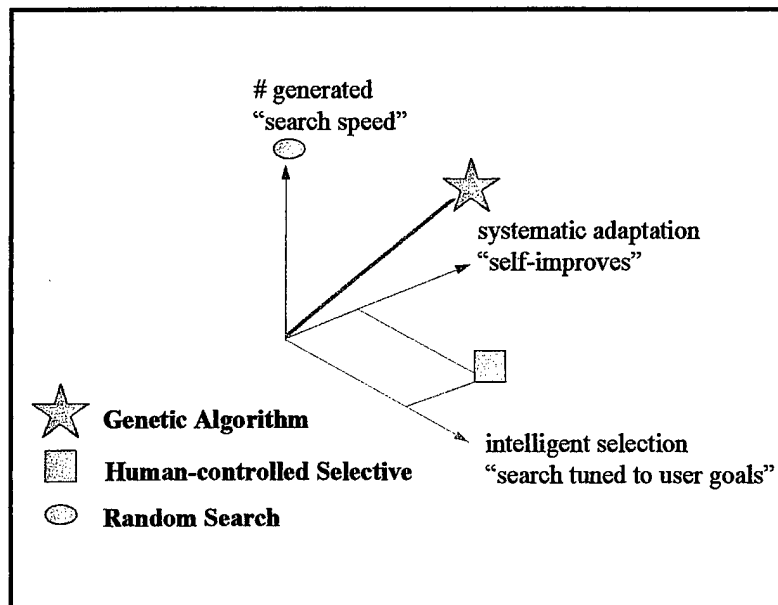 # generated
“search speed”
systematic adaptation
“self-improves”
intelligent selection
“search tuned to user goals”
Genetic Algorithm
Human-controlled Selective
Random Search